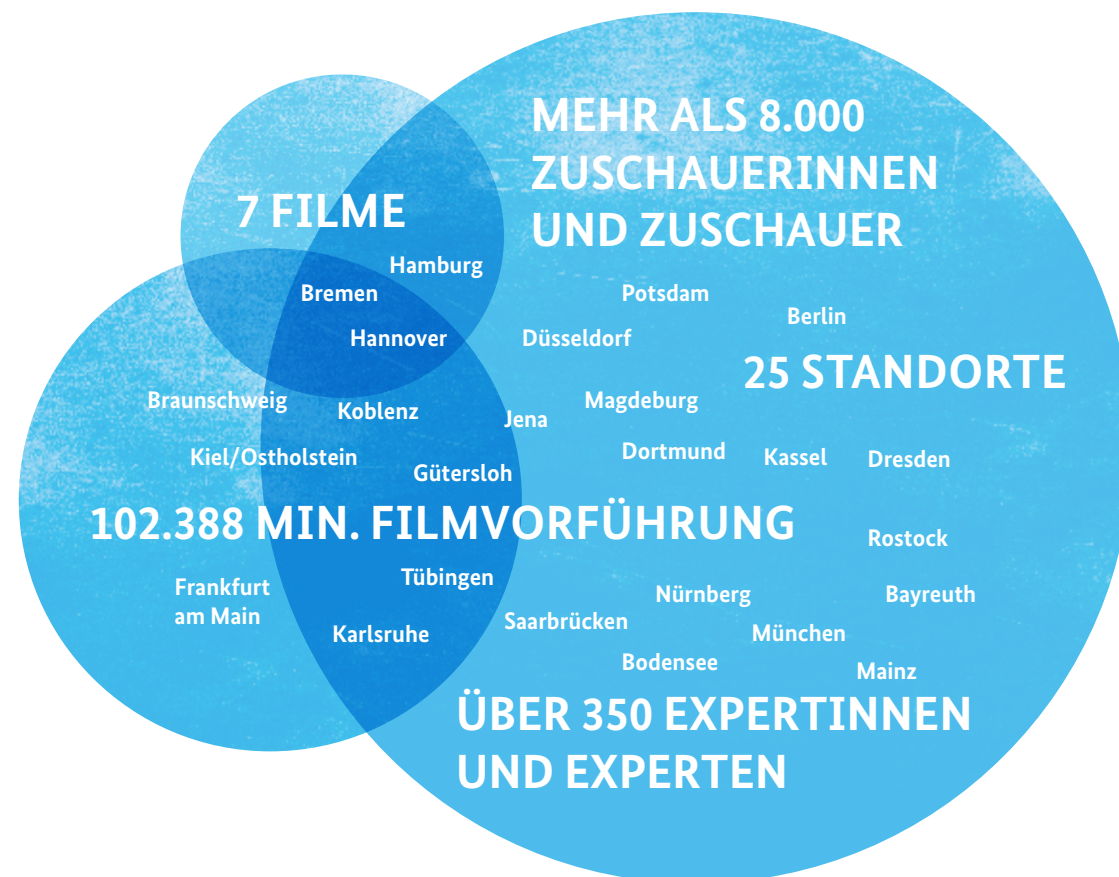 MEHR ALS 8.000
ZUSCHAUERINNEN
UND ZUSCHAUER
7 FILME
Hamburg
Bremen
Potsdam
Berlin
Hannover
Düsseldorf
25 STANDORTE
Braunschweig
Koblenz
Jena
Magdeburg
Kiel/Ostholstein
Gütersloh
Dortmund
Kassel
Dresden
102.388 MIN. FILMVORFÜHRUNG
Rostock
Frankfurt
am Main
Tübingen
Nürnberg
Bayreuth
Karlsruhe
Saarbrücken
München
Bodensee
Mainz
ÜBER 350 EXPERTINNEN
UND EXPERTEN